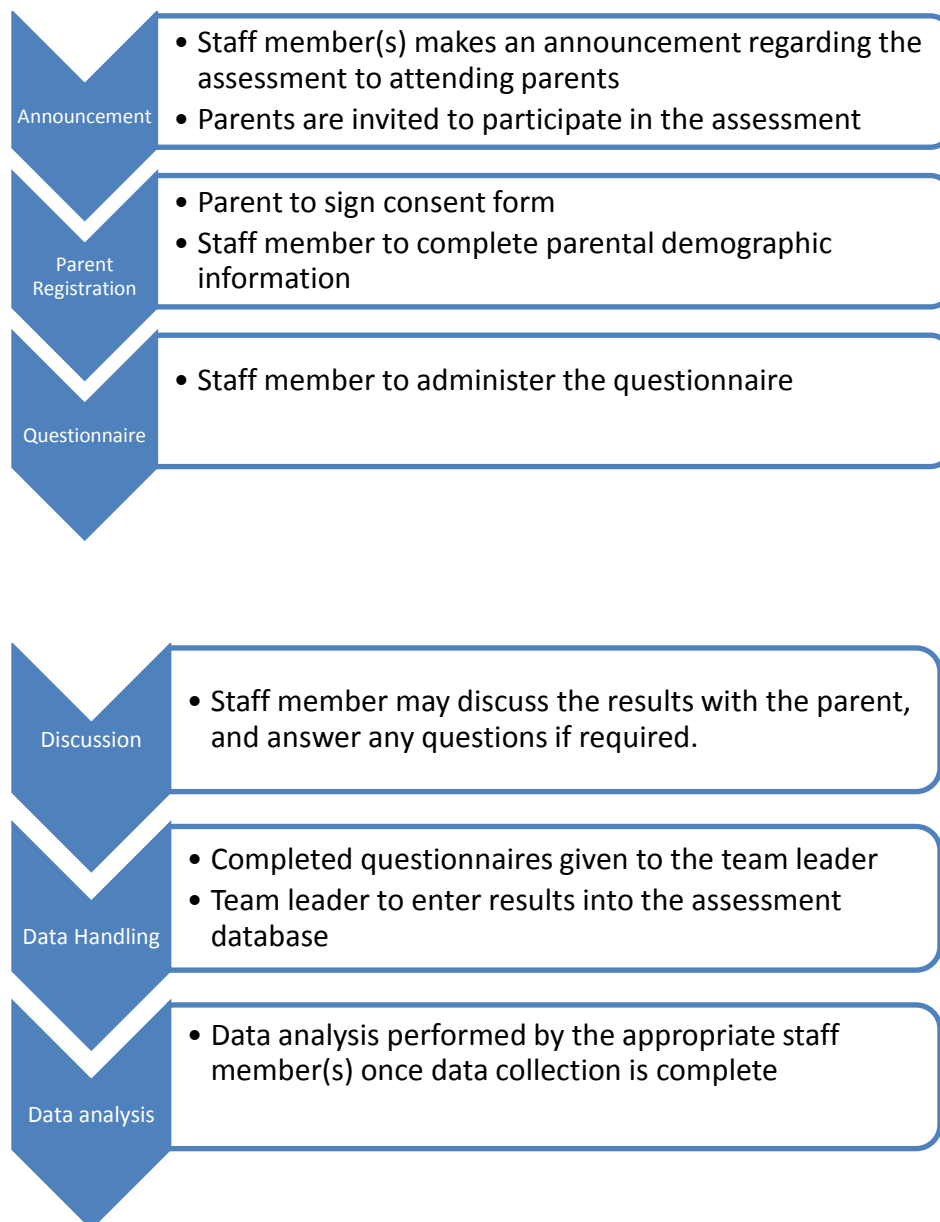 Announcement
• Staff member(s) makes an announcement regarding the
assessment to attending parents
• Parents are invited to participate in the assessment
Parent
Registration
• Parent to sign consent form
• Staff member to complete parental demographic
information
Questionnaire
• Staff member to administer the questionnaire
Discussion
• Staff member may discuss the results with the parent,
and answer any questions if required.
Data Handling
• Completed questionnaires given to the team leader
• Team leader to enter results into the assessment
database
Data analysis
• Data analysis performed by the appropriate staff
member(s) once data collection is complete